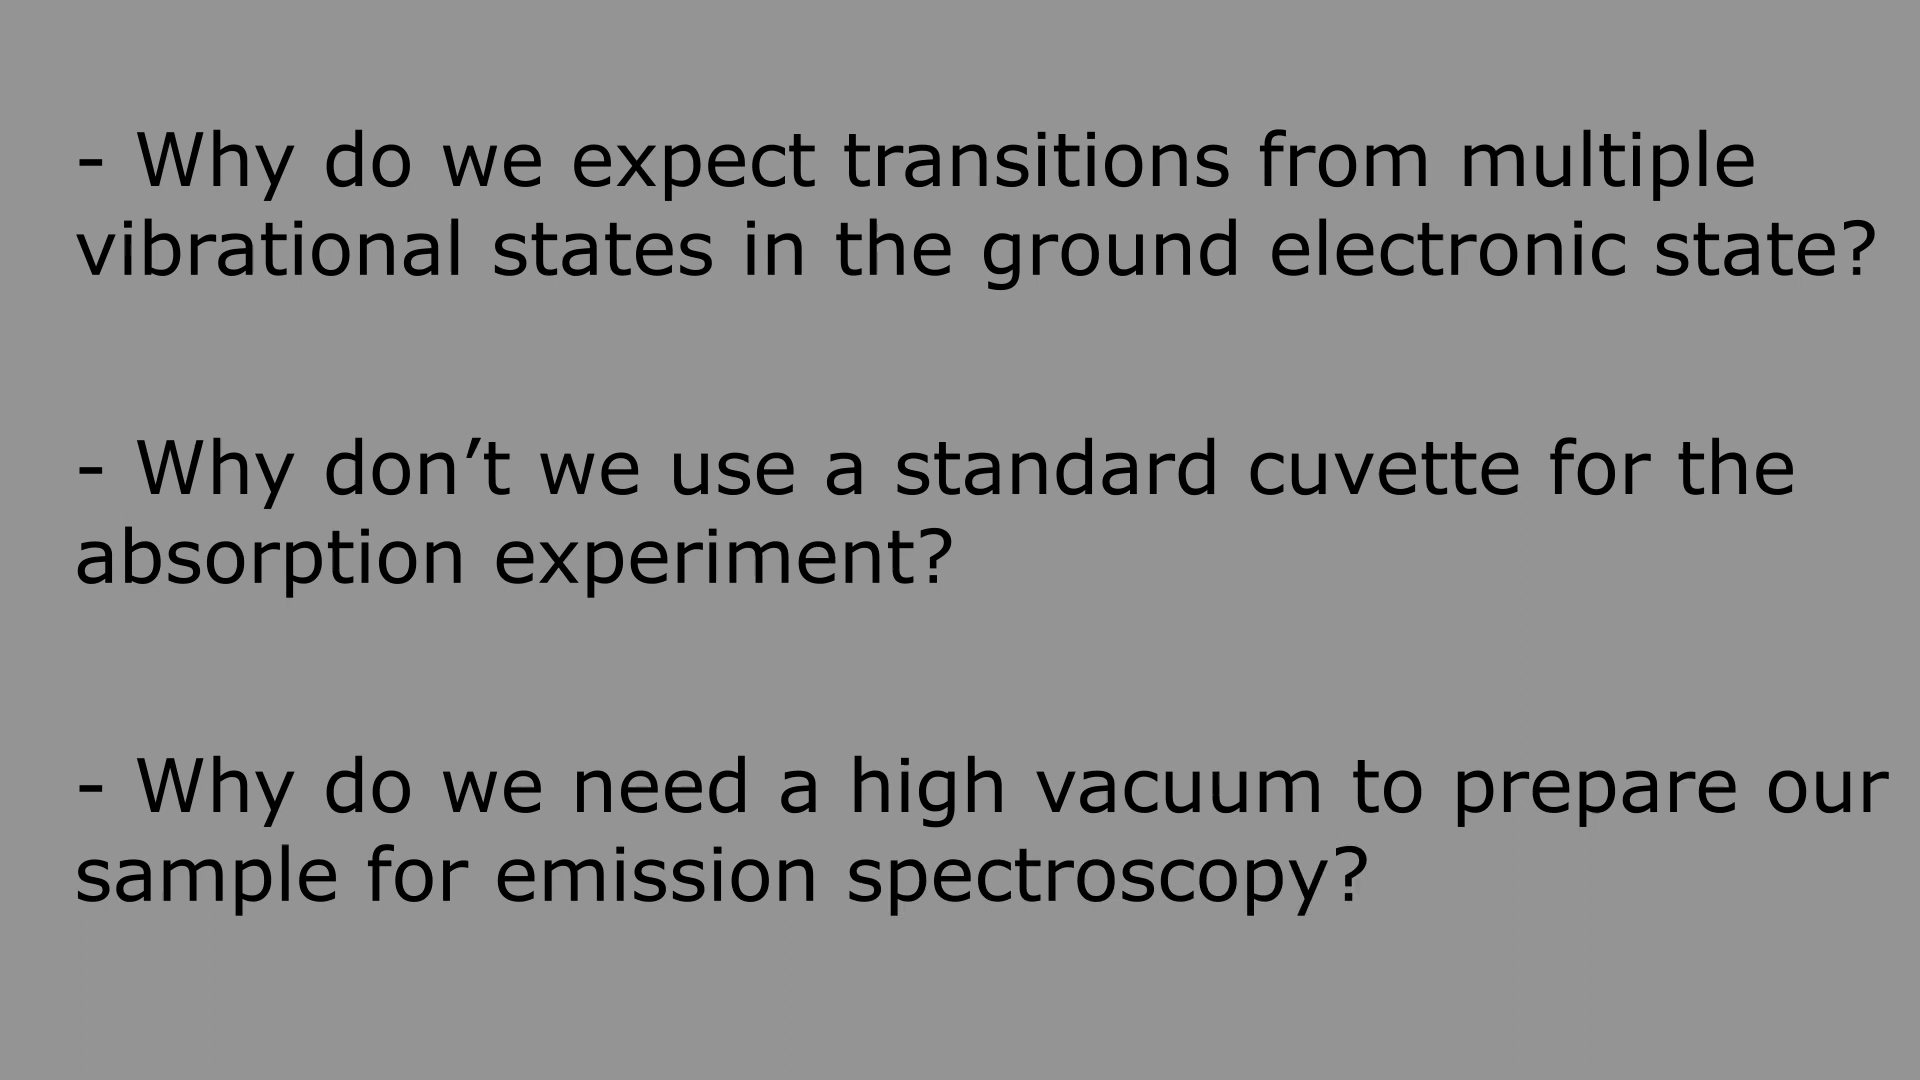 - Why do we expect transitions from multiple
vibrational states in the ground electronic state?
- Why don’t we use a standard cuvette for the
absorption experiment?
- Why do we need a high vacuum to prepare our
sample for emission spectroscopy?